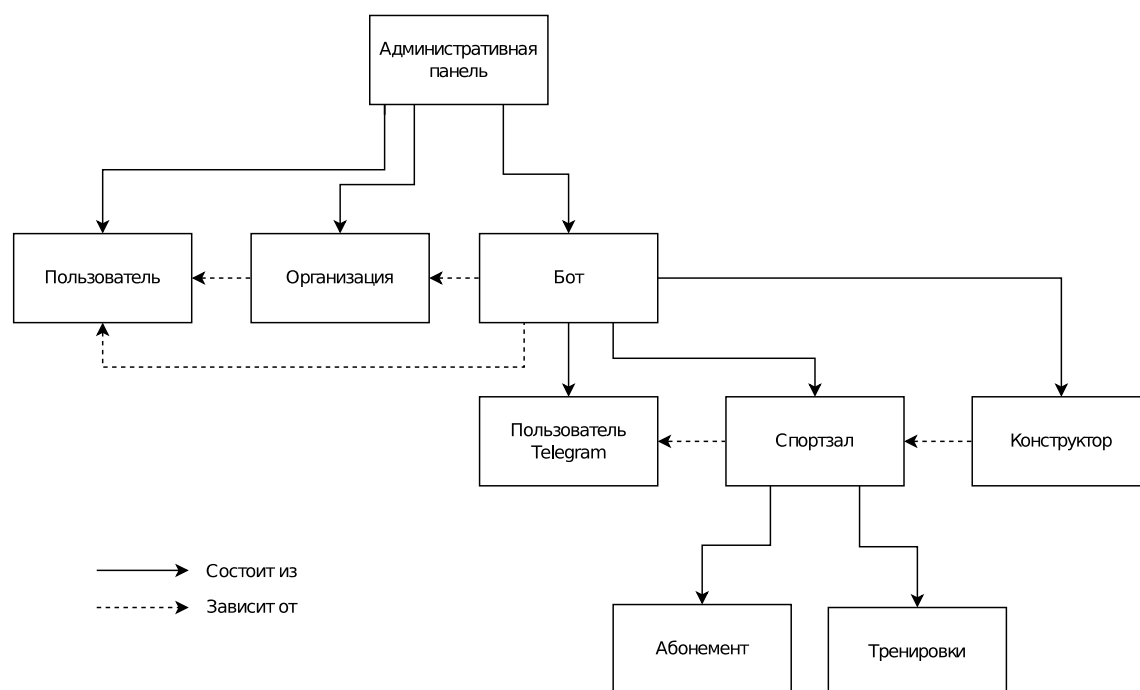 Административная
панель
Пользователь
Организация
Бот
Пользователь
Telegram
Спортзал
Конструктор
Состоит из
Зависит от
Абонемент
Тренировки